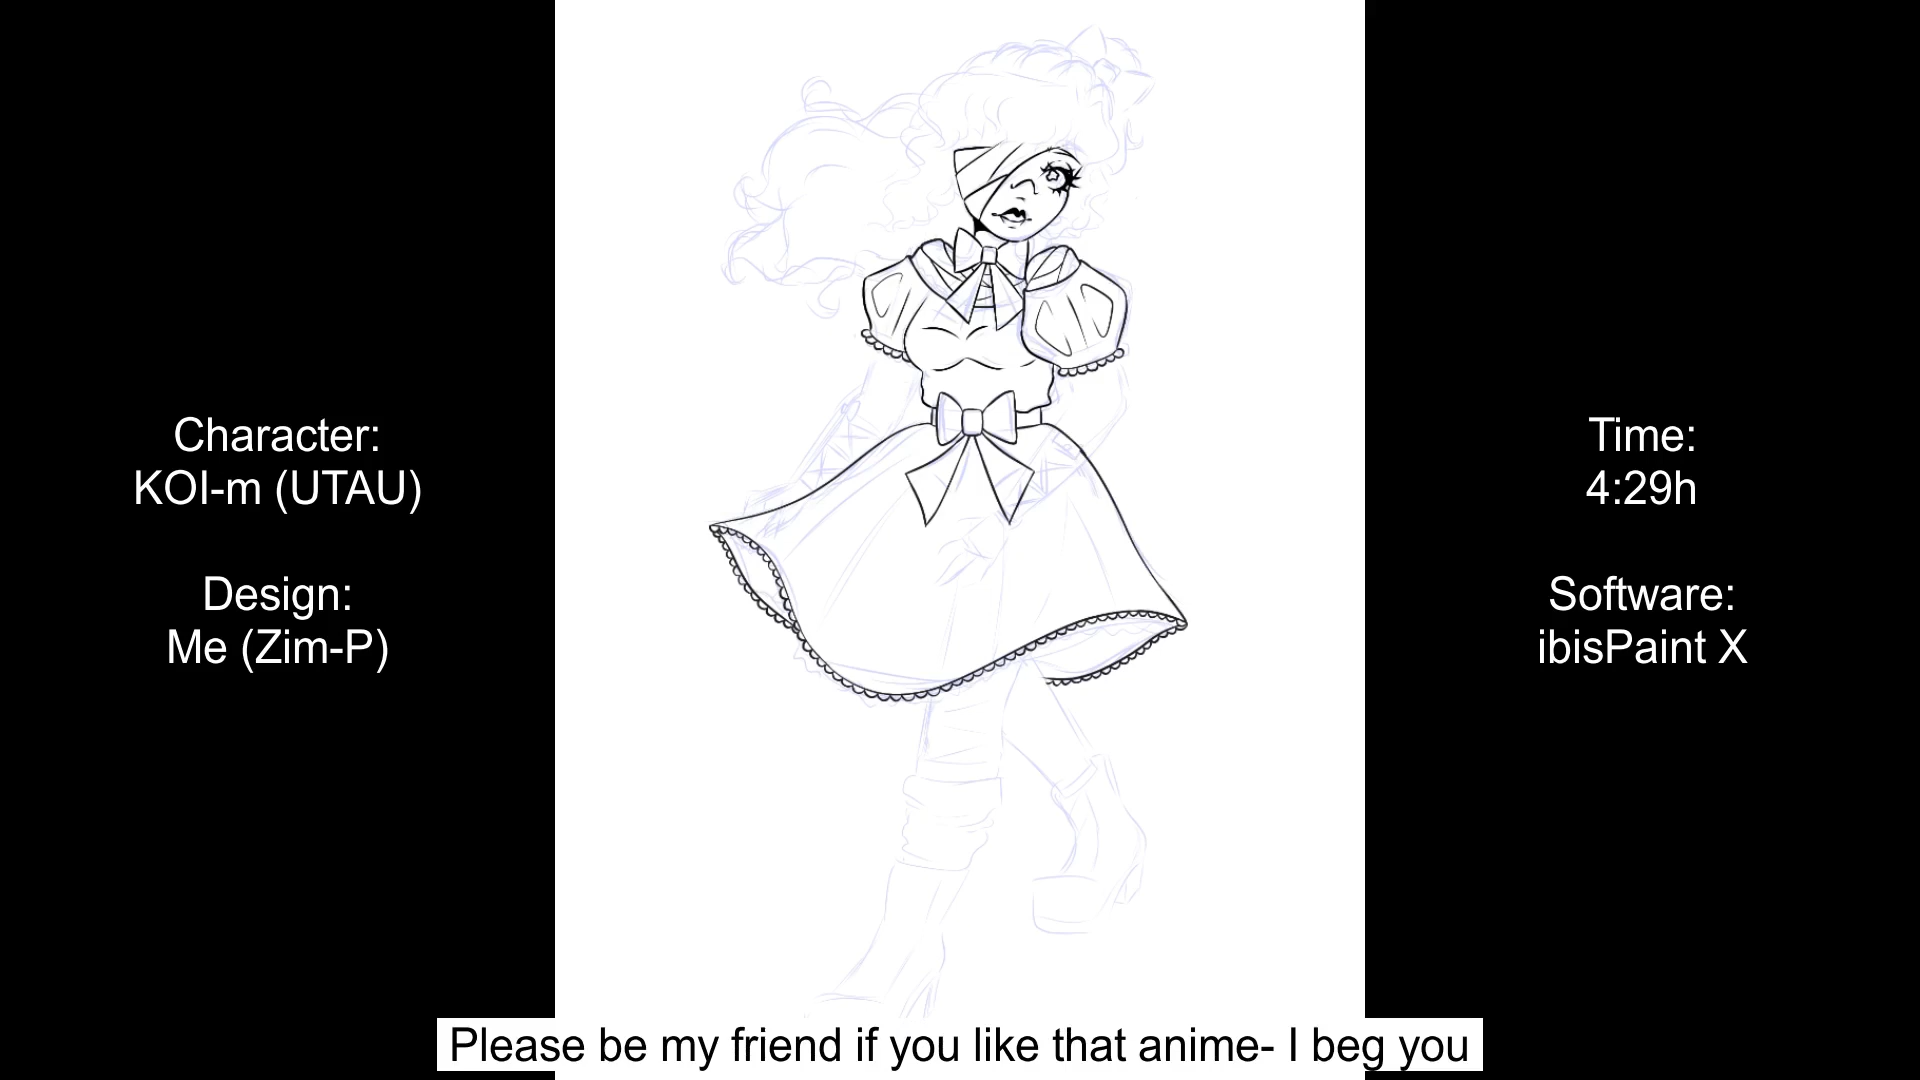 Character:
KOI-m (UTAU)
Design:
Me (Zim-P)
Time:
4:29h
Software:
ibisPaint X
Please be my friend if you like that anime- I beg you